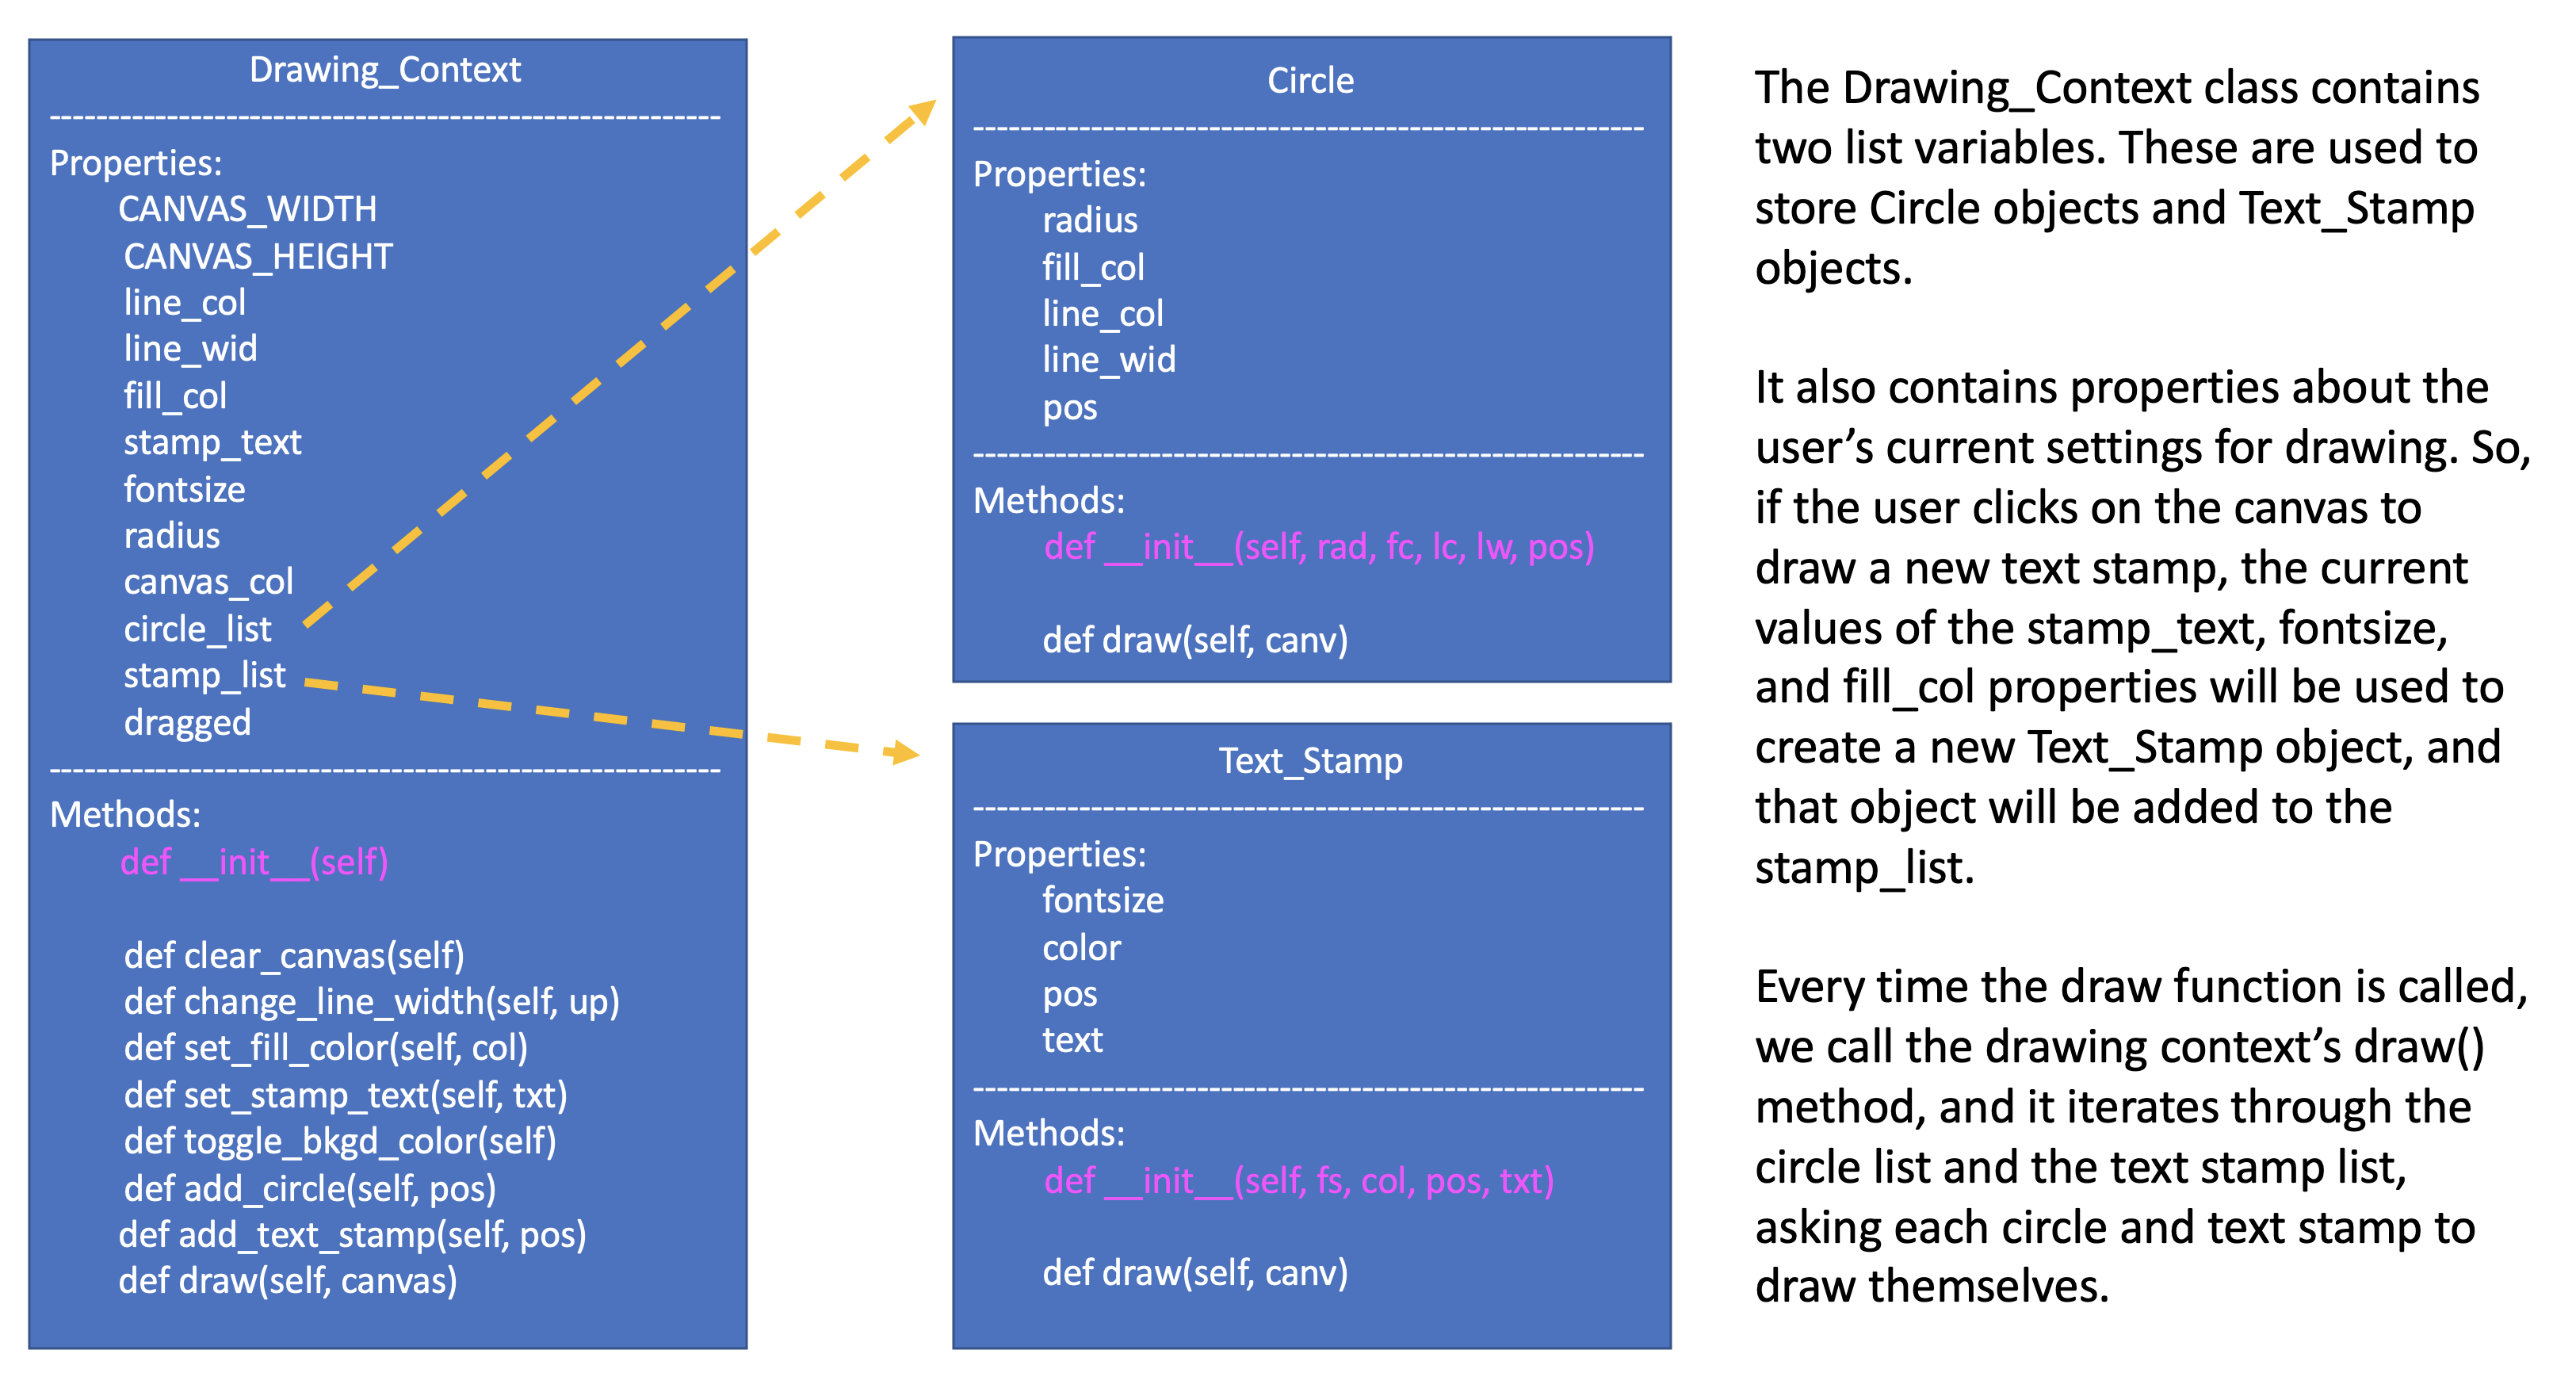 Drawing_Context
----------------------------------------------------------
Properties:
CANVAS_WIDTH
CANVAS_HEIGHT
line_col
line_wid
fill_col
stamp_text
fontsize
radius
canvas_col
circle_list
stamp_list
dragged
----------------------------------------------------------
Methods:
def __init__(self)
def clear_canvas(self)
def change_line_width(self, up)
def set_fill_color(self, col)
def set_stamp_text(self, txt)
def toggle_bkgd_color(self)
def add_circle(self, pos)
def add_text_stamp(self, pos)
def draw(self, canvas)
Circle
----------------------------------------------------------
Properties:
radius
fill_col
line_col
line_wid
pos
----------------------------------------------------------
Methods:
def __init__(self, rad, fc, lc, lw, pos)
def draw(self, canv)
Text_Stamp
----------------------------------------------------------
Properties:
fontsize
color
pos
text
----------------------------------------------------------
Methods:
def __init__(self, fs, col, pos, txt)
def draw(self, canv)
The Drawing_Context class contains
two list variables. These are used to
store Circle objects and Text_Stamp
objects.
It also contains properties about the
user’s current settings for drawing. So,
if the user clicks on the canvas to
draw a new text stamp, the current
values of the stamp_text, fontsize,
and fill_col properties will be used to
create a new Text_Stamp object, and
that object will be added to the
stamp_list.
Every time the draw function is called,
we call the drawing context’s draw()
method, and it iterates through the
circle list and the text stamp list,
asking each circle and text stamp to
draw themselves.